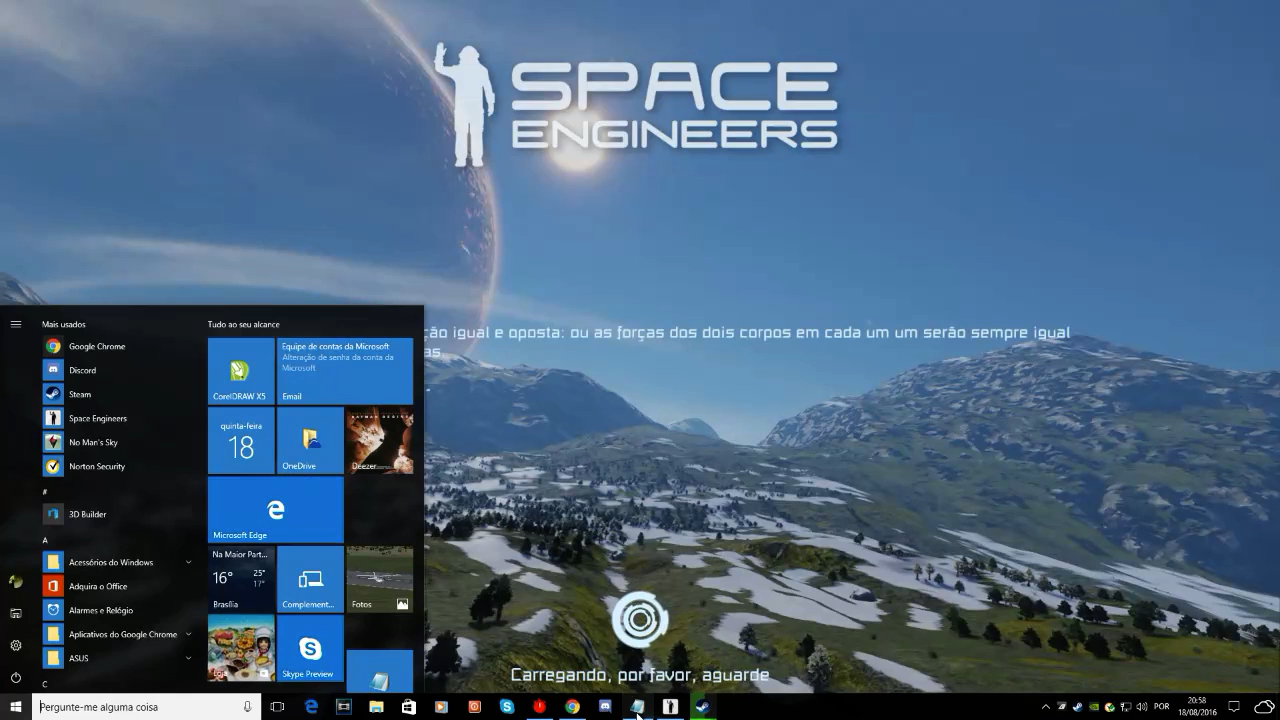 SPACE
ENGINEERS
ção igual e oposta: ou as forças dos dois corpos em cada um um serão sempre igual
as
Mais usados
Google Chrome
Discord
Steam
Space Engineers
No Man's Sky
Norton Security
#
3D Builder
A
Acessórios do Windows
Adquira o Office
Alarmes e Relógio
Aplicativos do Google Chrome
ASUS
C
Tudo ao seu alcance
CorelDRAW X5
Equipe de contas da Microsoft
Alteração de senha da conta da
Microsoft
Email
quinta-feira
18
OneDrive
Deezer
Microsoft Edge
Na Maior Part...
16°
25°
17°
Brasília
Complement...
Fotos
Loja
Skype Preview
Carregando, por favor, aguarde
Pergunte-me alguma coisa
POR
20:58
18/08/2016